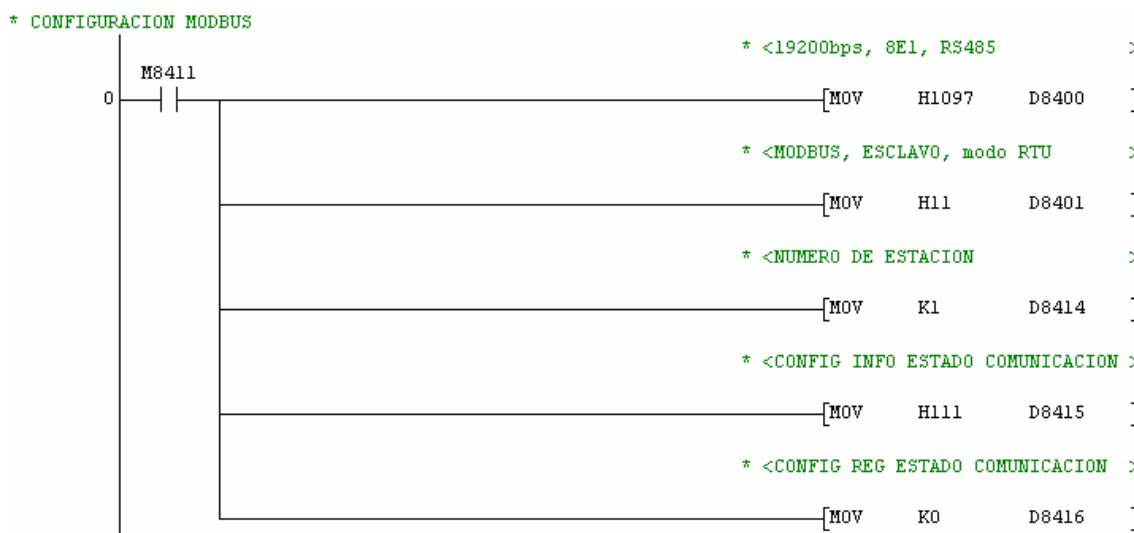 * CONFIGURACION MODBUS
* <19200bps, 8E1, RS485 >
M8411
0 [MOV H1097 D8400 ]
* <MODBUS, ESCLAVO, modo RTU >
[MOV H11 D8401 ]
* <NUMERO DE ESTACION >
[MOV K1 D8414 ]
* <CONFIG INFO ESTADO COMUNICACION >
[MOV H111 D8415 ]
* <CONFIG REG ESTADO COMUNICACION >
[MOV K0 D8416 ]